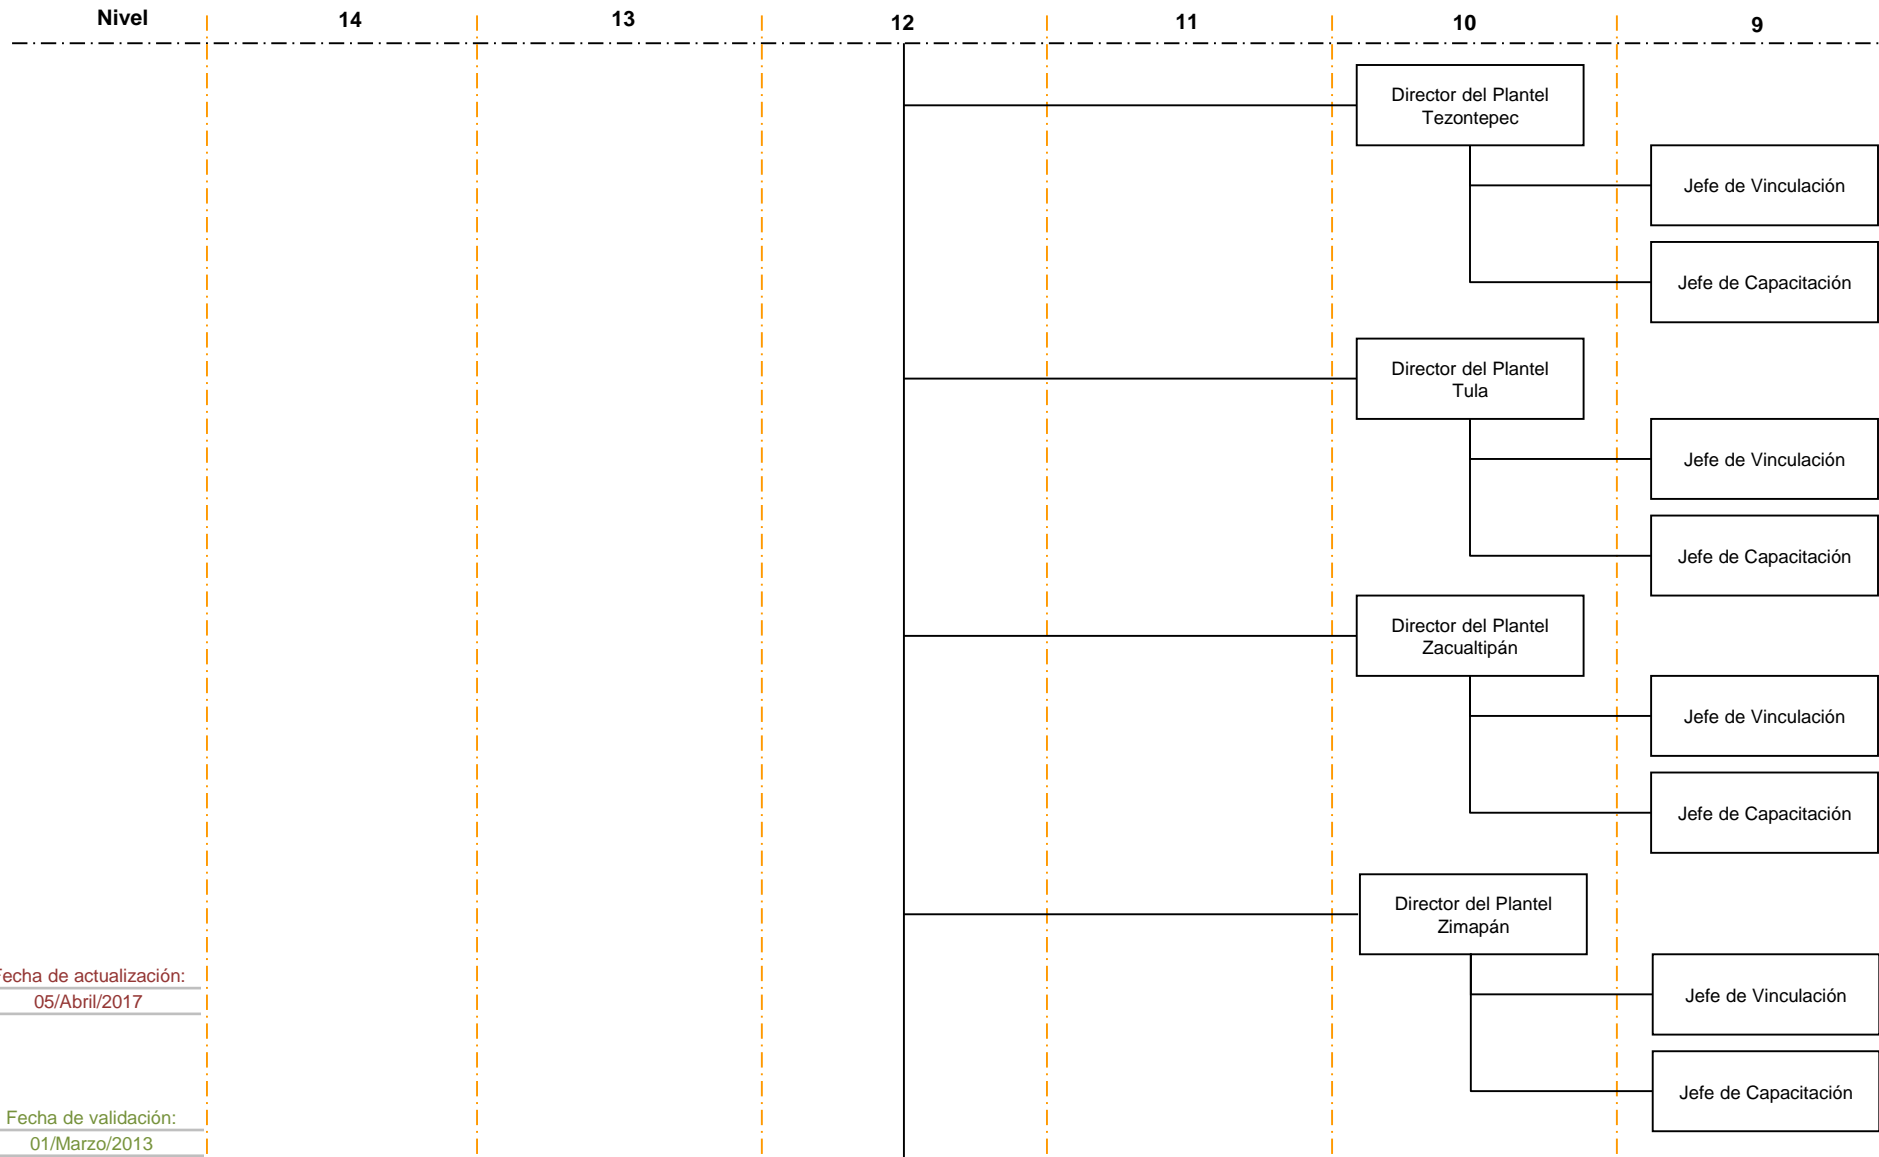 Nivel 14 13 12 11 10 9
Director del Plantel
Tezontepec
Jefe de Vinculación
Jefe de Capacitación
Director del Plantel
Tula
Jefe de Vinculación
Jefe de Capacitación
Director del Plantel
Zacualtipán
Jefe de Vinculación
Jefe de Capacitación
Director del Plantel
Zimapán
Fecha de actualización:
05/Abril/2017
Jefe de Vinculación
Jefe de Capacitación
Fecha de validación:
01/Marzo/2013